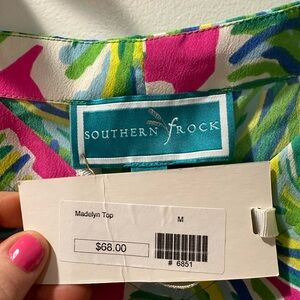 SOUTHERN frock
Madelyn Top M
$68.00
# 6851